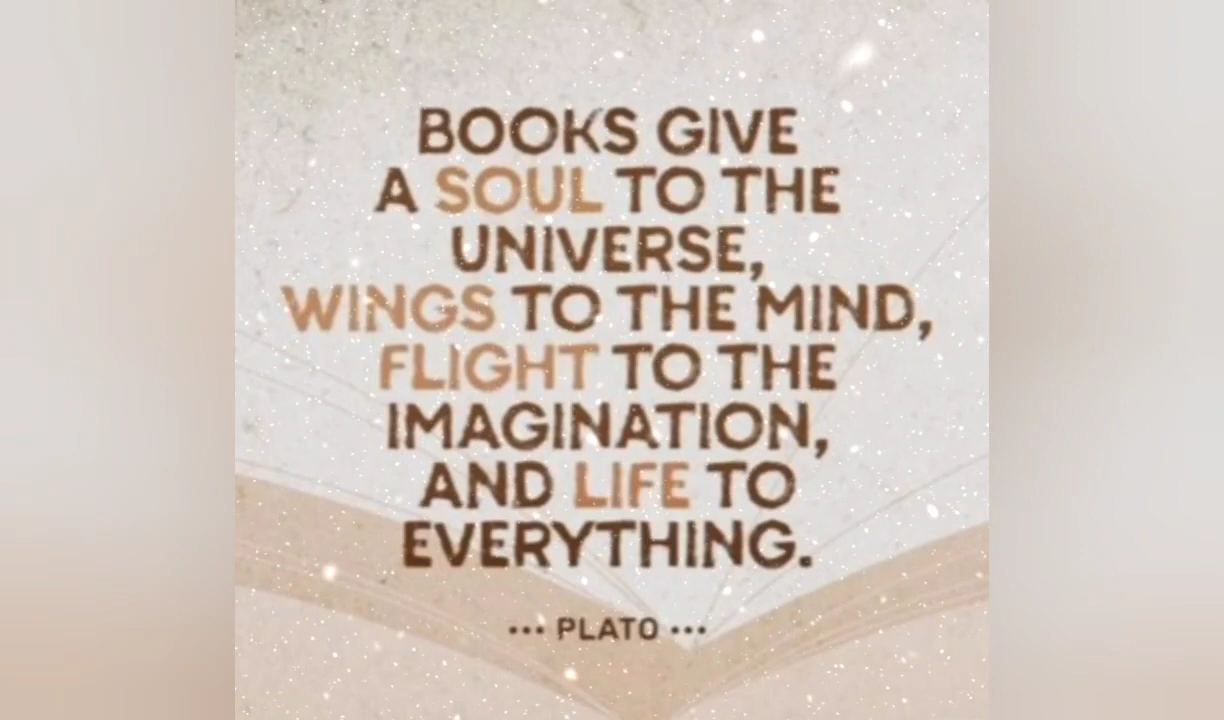 BOOKS GIVE
A SOUL TO THE
UNIVERSE,
WINGS TO THE MIND,
FLIGHT TO THE
IMAGINATION,
AND LIFE TO
EVERYTHING.
••• PLATO •••